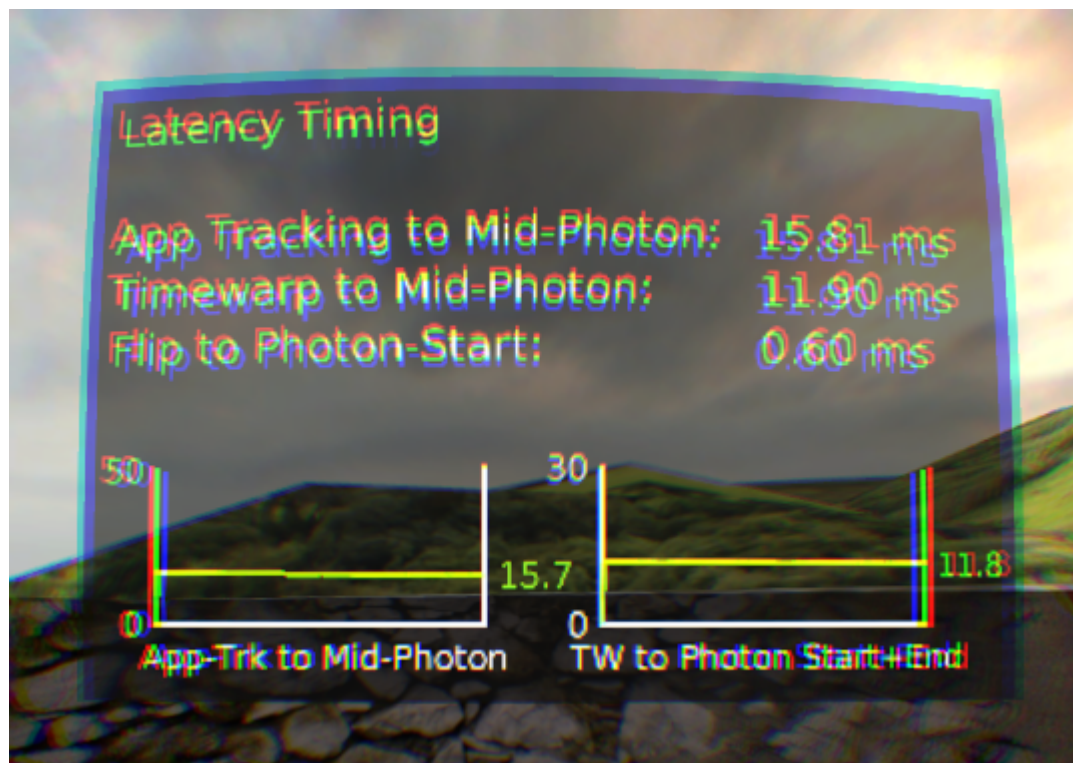 Latency Timing
App Tracking to Mid-Photon: 15.81 ms
Timewarp to Mid-Photon: 11.90 ms
Flip to Photon-Start: 0.60 ms
50 30
15.7 11.8
0 0
App-Trk to Mid-Photon TW to Photon Start+End